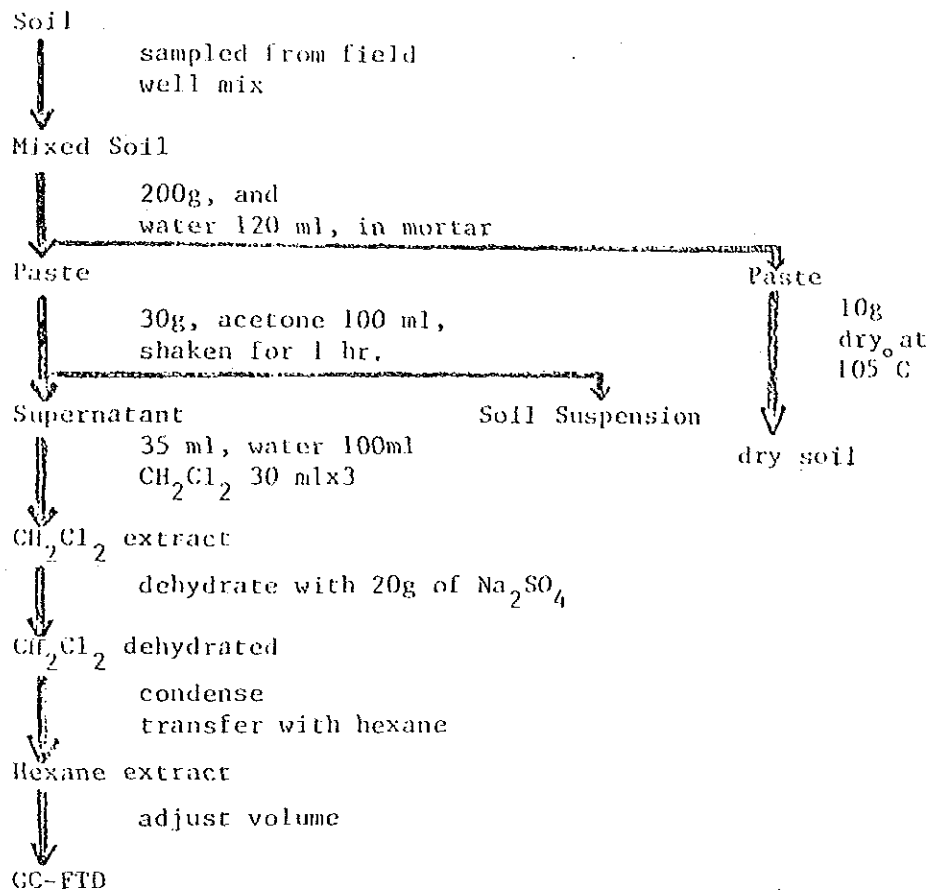 Soil
sampled from field
well mix
Mixed Soil
200g, and
water 120 ml, in mortar
Paste
Paste
30g, acetone 100 ml,
shaken for 1 hr.
10g
dry at
105°C
Supernatant
Soil Suspension
dry soil
35 ml, water 100ml
CH₂Cl₂ 30 mlx3
CH₂Cl₂ extract
dehydrate with 20g of Na₂SO₄
CH₂Cl₂ dehydrated
condense
transfer with hexane
Hexane extract
adjust volume
GC-FTD